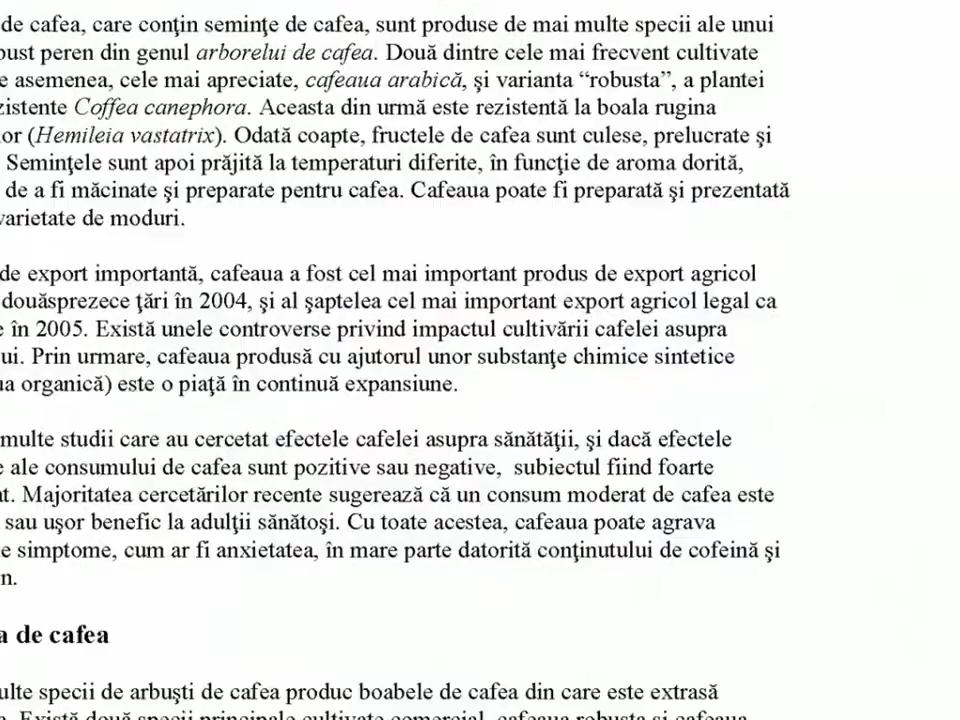 de cafea, care conţin seminţe de cafea, sunt produse de mai multe specii ale unui
peren din genul arborelui de cafea. Două dintre cele mai frecvent cultivate
asemenea, cele mai apreciate, cafeaua arabică, şi varianta “robusta”, a plantei
Coffea canephora. Aceasta din urmă este rezistentă la boala rugina
(Hemileia vastatrix). Odată coapte, fructele de cafea sunt culese, prelucrate şi
Seminţele sunt apoi prăjită la temperaturi diferite, în funcţie de aroma dorită,
de a fi măcinate şi preparate pentru cafea. Cafeaua poate fi preparată şi prezentată
varietate de moduri.
de export importantă, cafeaua a fost cel mai important produs de export agricol
douăsprezece ţări în 2004, şi al şaptelea cel mai important export agricol legal ca
în 2005. Există unele controverse privind impactul cultivării cafelei asupra
ui. Prin urmare, cafeaua produsă cu ajutorul unor substanţe chimice sintetice
organică) este o piaţă în continuă expansiune.
multe studii care au cercetat efectele cafelei asupra sănătăţii, şi dacă efectele
ale consumului de cafea sunt pozitive sau negative, subiectul fiind foarte
Majoritatea cercetărilor recente sugerează că un consum moderat de cafea este
sau uşor benefic la adulţii sănătoşi. Cu toate acestea, cafeaua poate agrava
simptome, cum ar fi anxietatea, în mare parte datorită conţinutului de cofeină şi
n.
a de cafea
specii de arbuşti de cafea produc boabele de cafea din care este extrasă
Există două specii principale cultivate comercial, cafeaua robusta şi cafeaua